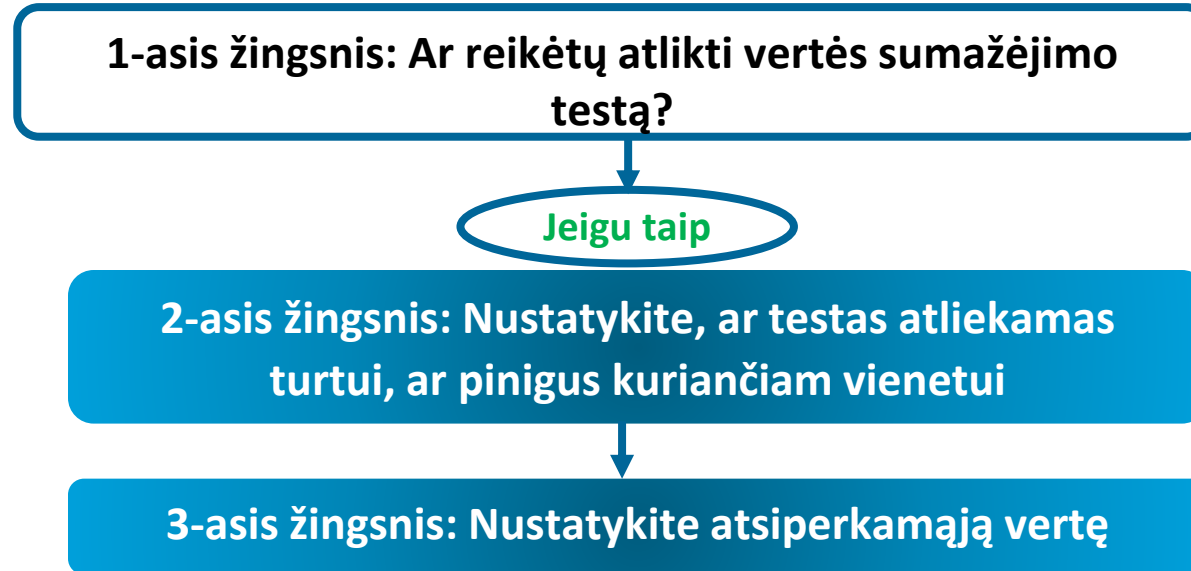 1-asis žingsnis: Ar reikėtų atlikti vertės sumažėjimo
testą?
Jeigu taip
2-asis žingsnis: Nustatykite, ar testas atliekamas
turtui, ar pinigus kuriančiam vienetui
3-asis žingsnis: Nustatykite atsiperkamąją vertę